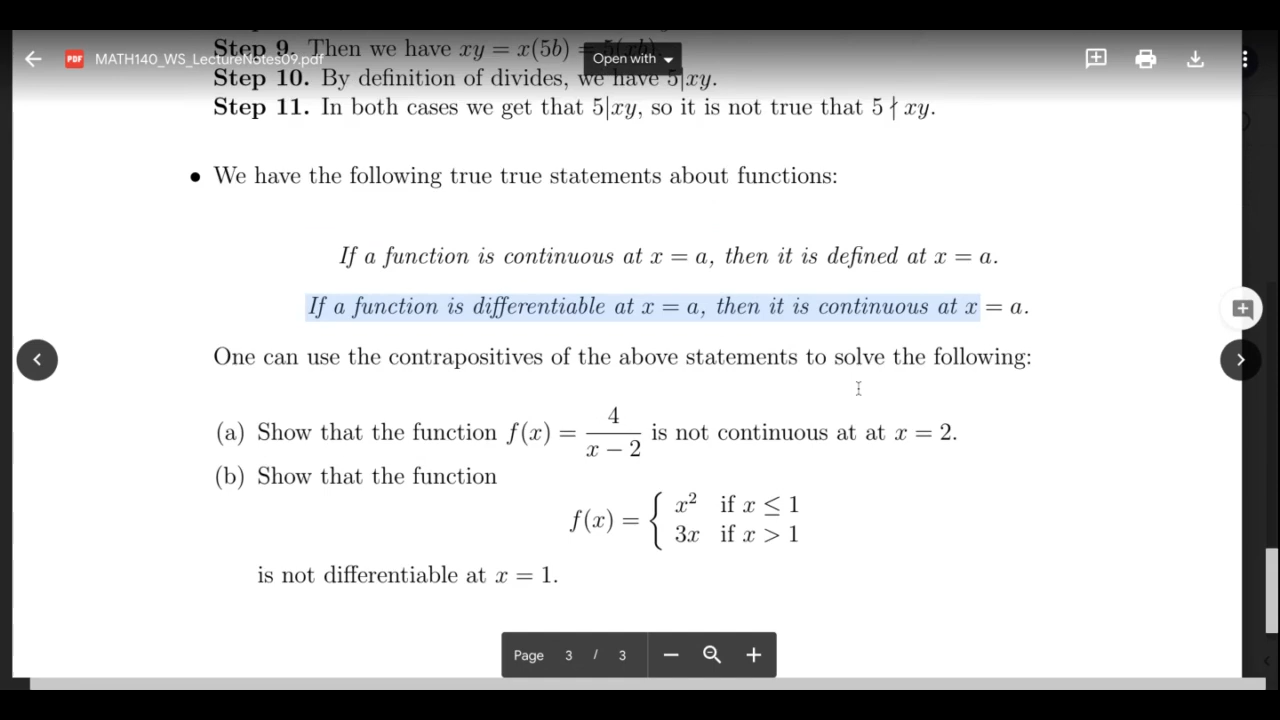 Step 9. Then we have xy = x(5b) = 5(xb).
MATH140_WS_LectureNotes09.pdf
Open with
Step 10. By definition of divides, we have 5|xy.
Step 11. In both cases we get that 5|xy, so it is not true that 5 ∤ xy.
• We have the following true true statements about functions:
If a function is continuous at x = a, then it is defined at x = a.
If a function is differentiable at x = a, then it is continuous at x = a.
One can use the contrapositives of the above statements to solve the following:
(a) Show that the function f(x) = 4/(x − 2) is not continuous at at x = 2.
(b) Show that the function
f(x) = { x² if x ≤ 1
3x if x > 1
is not differentiable at x = 1.
Page 3 / 3